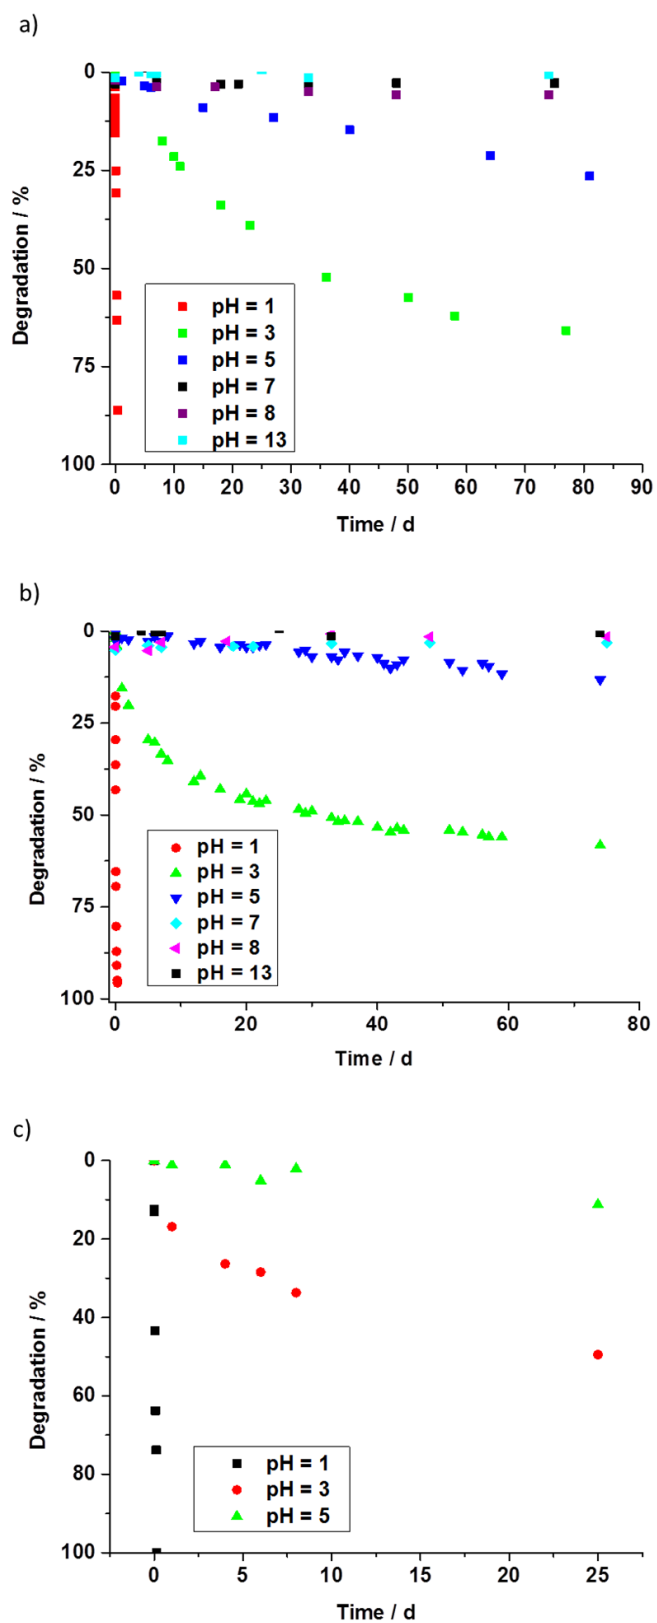 a)
0
25
50
75
100
Degradation / %
pH = 1
pH = 3
pH = 5
pH = 7
pH = 8
pH = 13
0 10 20 30 40 50 60 70 80 90
Time / d
b)
0
25
50
75
100
Degradation / %
pH = 1
pH = 3
pH = 5
pH = 7
pH = 8
pH = 13
0 20 40 60 80
Time / d
c)
0
20
40
60
80
100
Degradation / %
pH = 1
pH = 3
pH = 5
0 5 10 15 20 25
Time / d